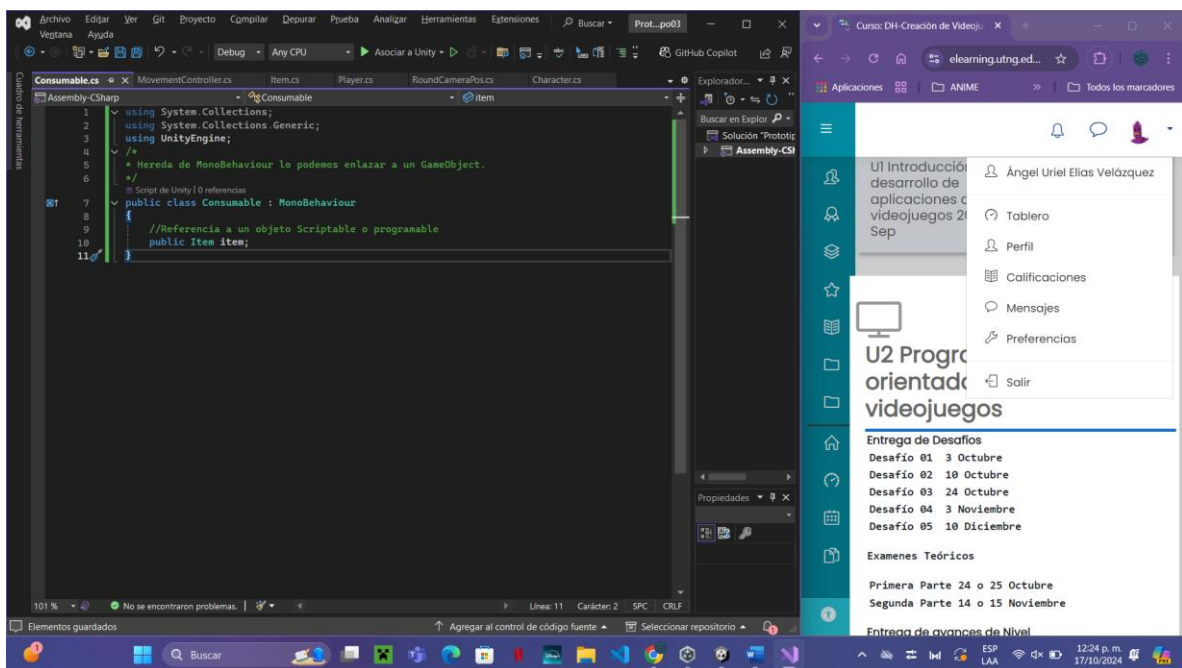 Archivo Editar Ver Git Proyecto Compilar Depurar Prueba Analizar Herramientas Extensiones Buscar Prot...po03
Ventana Ayuda
Debug Any CPU Asociar a Unity GitHub Copilot
Cuadro de herramientas
Consumable.cs MovementController.cs Item.cs Player.cs RoundCameraPos.cs Character.cs
Assembly-CSharp Consumable item
1 using System.Collections;
2 using System.Collections.Generic;
3 using UnityEngine;
4 /*
5 * Hereda de MonoBehaviour lo podemos enlazar a un GameObject.
6 */
Script de Unity | 0 referencias
7 public class Consumable : MonoBehaviour
8 {
9 //Referencia a un objeto Scriptable o programable
10 public Item item;
11 }
Explorador...
Buscar en Explor
Solución "Prototip
Assembly-CSh
Propiedades
101 % No se encontraron problemas. Línea: 11 Carácter: 2 SPC CRLF
Elementos guardados Agregar al control de código fuente Seleccionar repositorio
Curso: DH-Creación de Videoju
elearning.utng.ed...
Aplicaciones ANIME » Todos los marcadores
U1 Introducción
desarrollo de
aplicaciones d
videojuegos 20
Sep
Ángel Uriel Elías Velázquez
Tablero
Perfil
Calificaciones
Mensajes
Preferencias
Salir
U2 Progra
orientado
videojuegos
Entrega de Desafíos
Desafío 01 3 Octubre
Desafío 02 10 Octubre
Desafío 03 24 Octubre
Desafío 04 3 Noviembre
Desafío 05 10 Diciembre
Examenes Teóricos
Primera Parte 24 o 25 Octubre
Segunda Parte 14 o 15 Noviembre
Entrega de avances de Nivel
Buscar
ESP
LAA
12:24 p. m.
17/10/2024